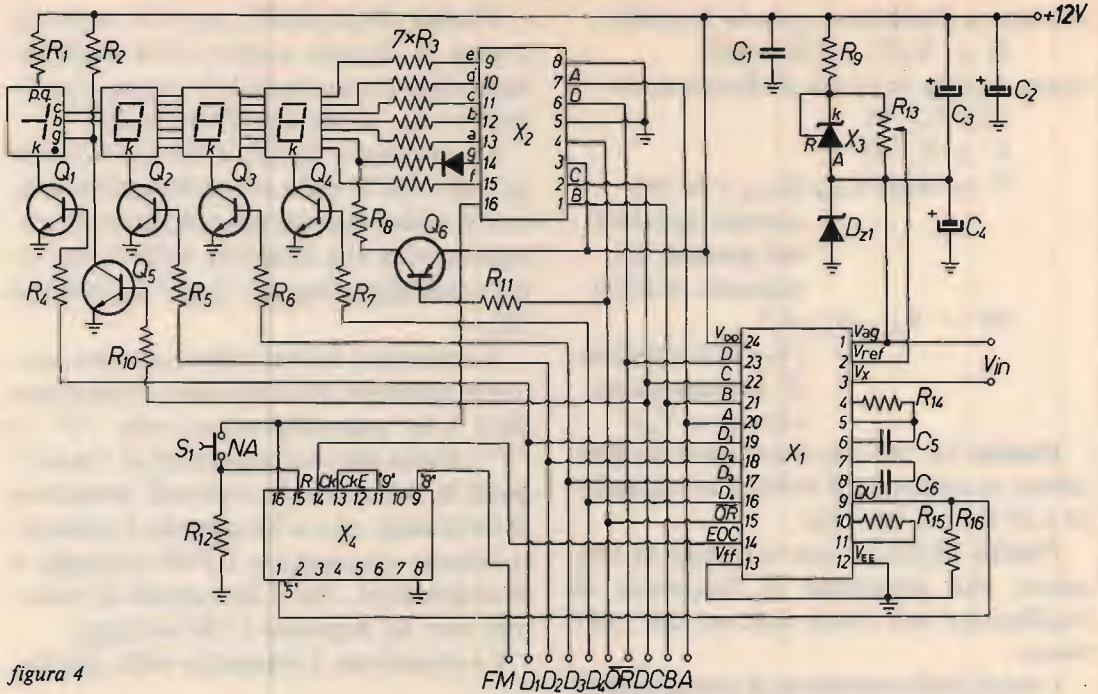 +12V
R1
R2
7×R3
p.q.
c
b
g
k
k
k
k
Q1
Q2
Q3
Q4
Q5
Q6
R4
R5
R6
R7
R8
R10
R11
e 9
d 10
c 11
b 12
a 13
g 14
f 15
16
X2
8
7 A
6 D
5
4
3
2 C
1 B
C1
R9
k
R
X3
A
R13
C3
C2
Dz1
C4
VDD 24
D 23
C 22
B 21
A 20
D1 19
D2 18
D3 17
D4 16
OR 15
EOC 14
Vff 13
X1
1 Vag
2 Vref
3 Vx
4
5
6
7
8
9 DU
10
11
12 VEE
Vin
R14
C5
C6
R15
R16
S1 NA
R12
R Ck CkE "9" "8"
16 15 14 13 12 11 10 9
X4
1 2 3 4 5 6 7 8
"5"
FM D1 D2 D3 D4 OR D C B A
figura 4